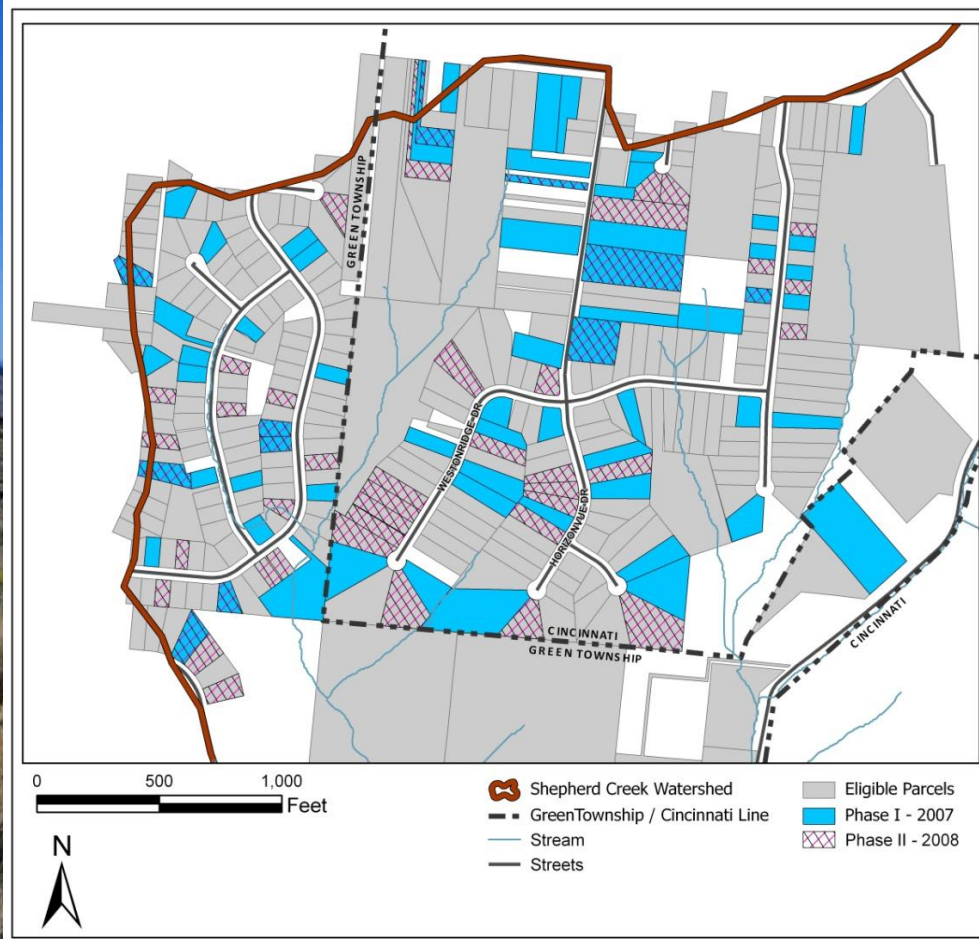 GREEN TOWNSHIP
WESTONRIDGE DR
HORIZONVUE DR
CINCINNATI
GREEN TOWNSHIP
CINCINNATI
0 500 1,000
Feet
N
Shepherd Creek Watershed
GreenTownship / Cincinnati Line
Stream
Streets
Eligible Parcels
Phase I - 2007
Phase II - 2008